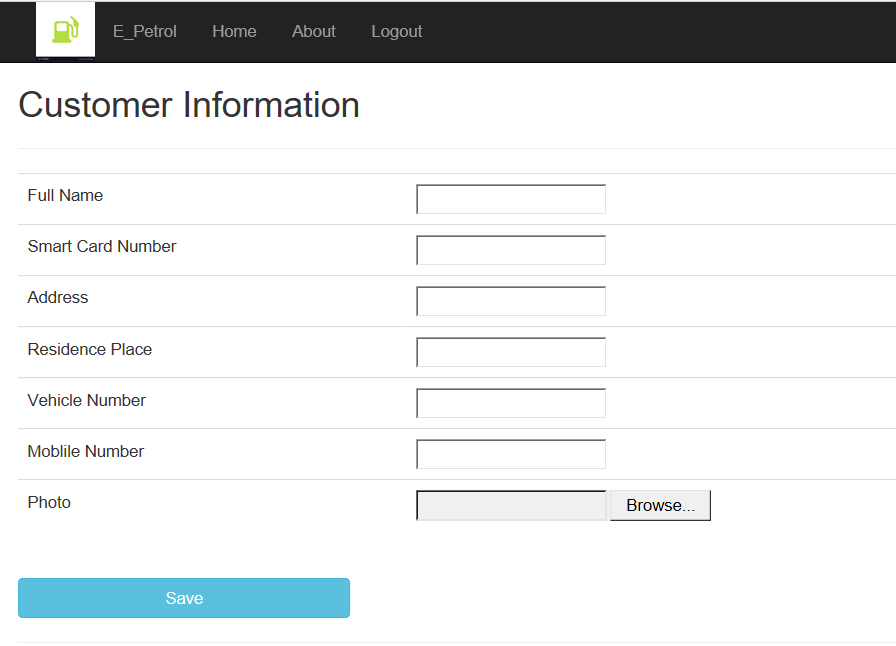 E_Petrol Home About Logout
Customer Information
Full Name
Smart Card Number
Address
Residence Place
Vehicle Number
Moblile Number
Photo Browse...
Save